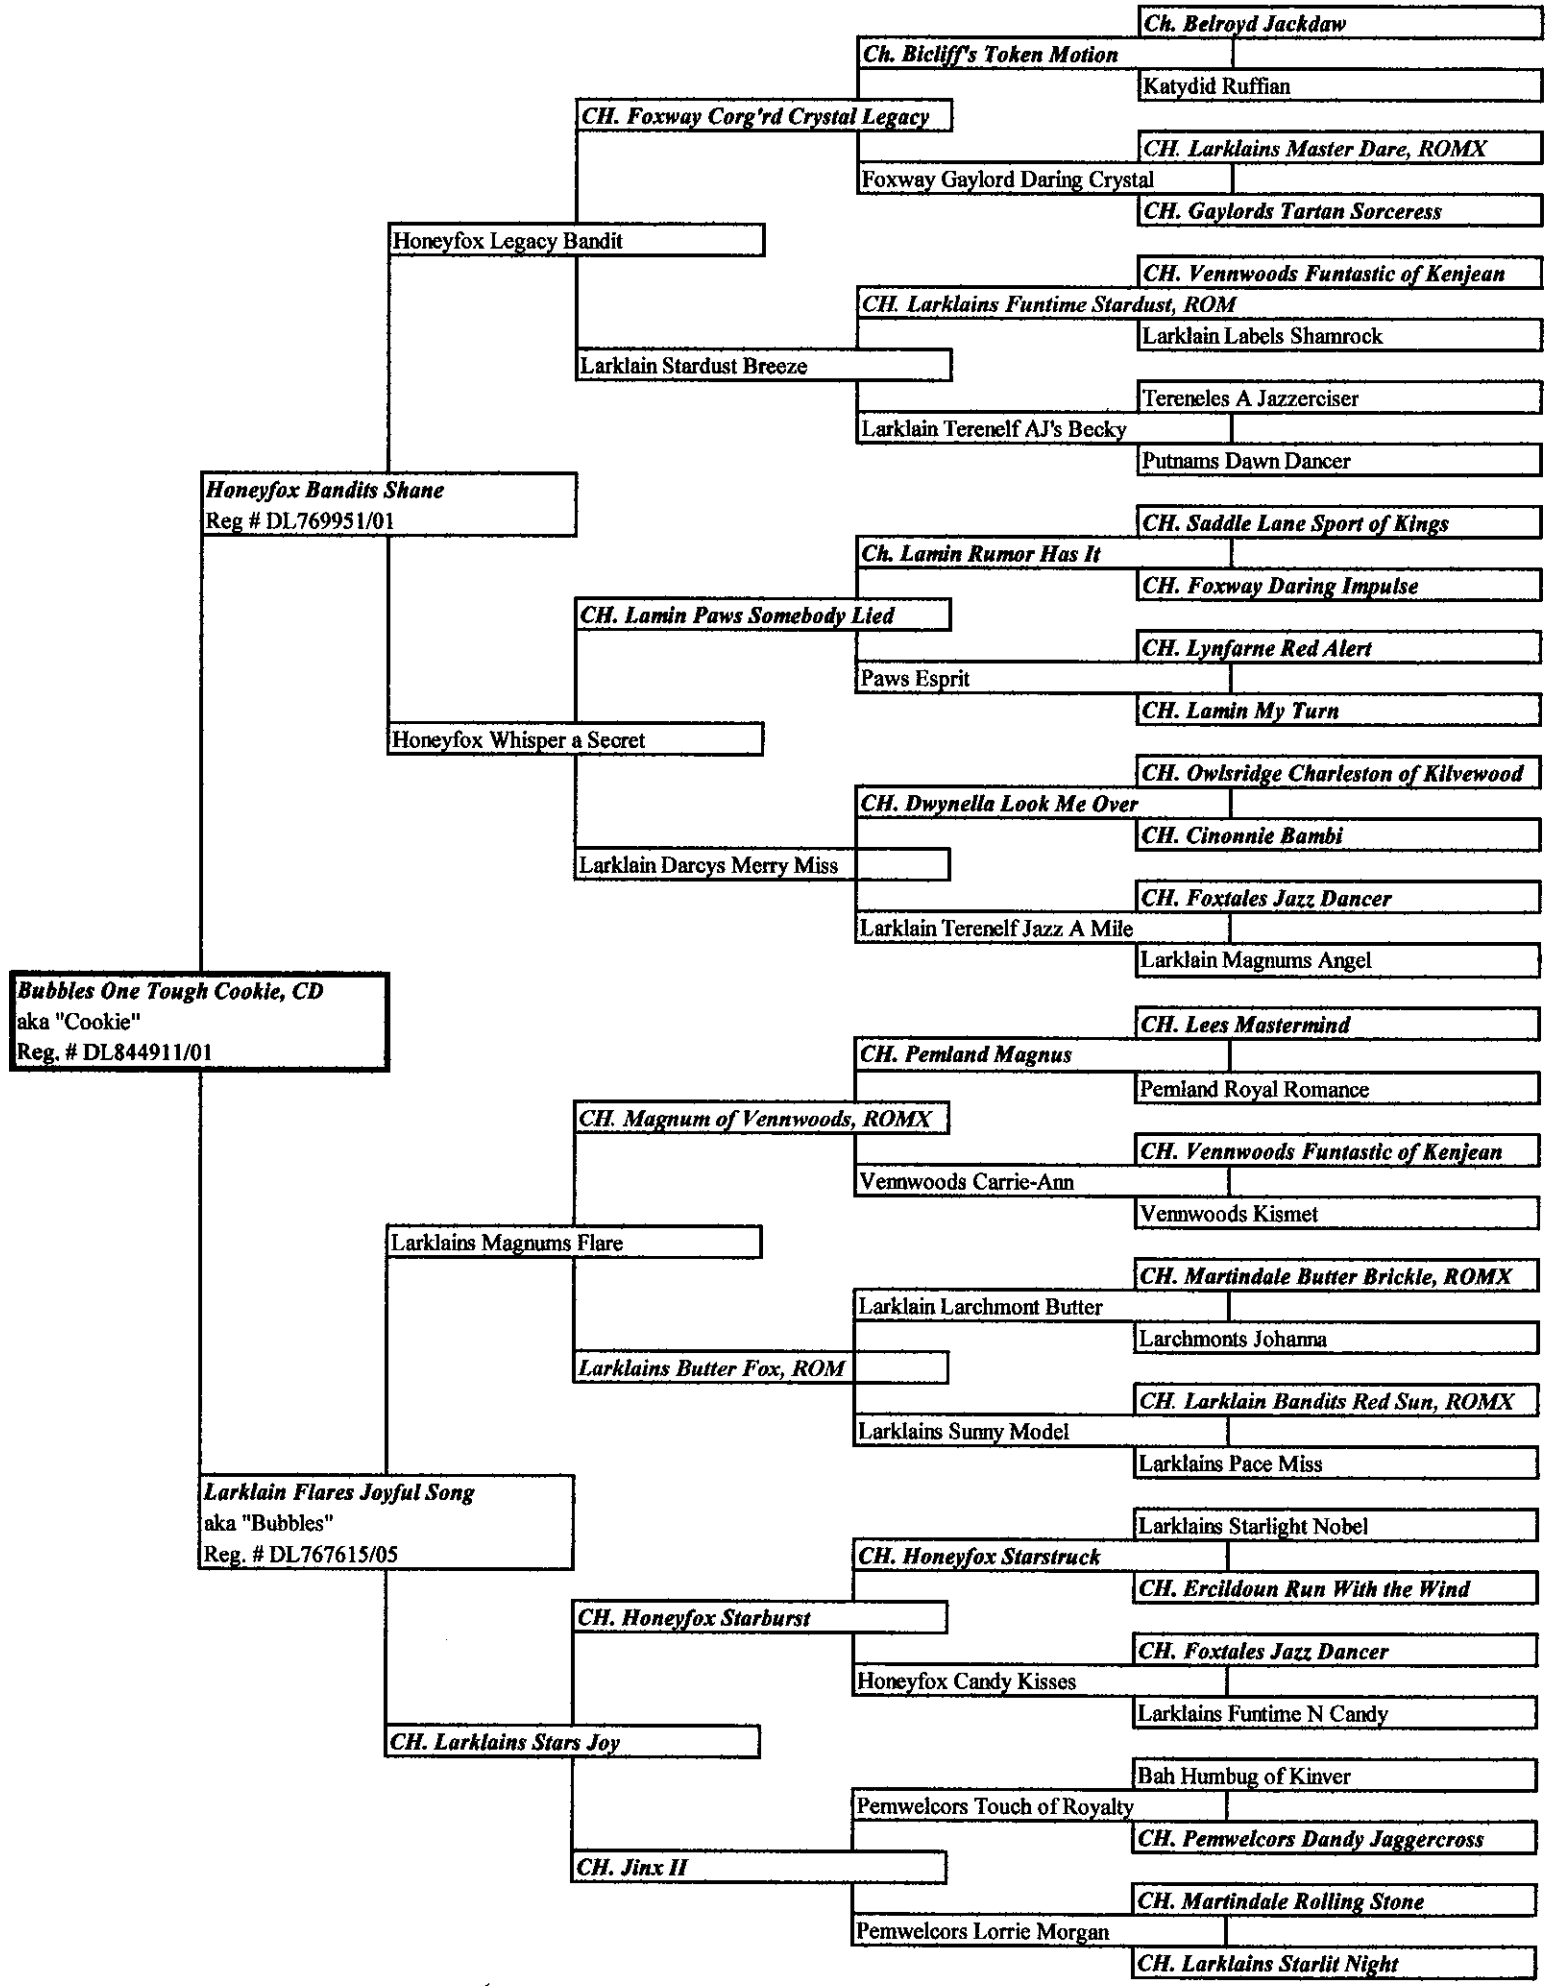 Ch. Belroyd Jackdaw
Ch. Bicliff's Token Motion
Katydid Ruffian
CH. Foxway Corg'rd Crystal Legacy
CH. Larklains Master Dare, ROMX
Foxway Gaylord Daring Crystal
CH. Gaylords Tartan Sorceress
Honeyfox Legacy Bandit
CH. Vennwoods Funtastic of Kenjean
CH. Larklains Funtime Stardust, ROM
Larklain Labels Shamrock
Larklain Stardust Breeze
Tereneles A Jazzerciser
Larklain Terenelf AJ's Becky
Putnams Dawn Dancer
Honeyfox Bandits Shane
Reg # DL769951/01
CH. Saddle Lane Sport of Kings
Ch. Lamin Rumor Has It
CH. Foxway Daring Impulse
CH. Lamin Paws Somebody Lied
CH. Lynfarne Red Alert
Paws Esprit
CH. Lamin My Turn
Honeyfox Whisper a Secret
CH. Owlsridge Charleston of Kilvewood
CH. Dwynella Look Me Over
CH. Cinonnie Bambi
Larklain Darcys Merry Miss
CH. Foxtales Jazz Dancer
Larklain Terenelf Jazz A Mile
Larklain Magnums Angel
Bubbles One Tough Cookie, CD
aka "Cookie"
Reg. # DL844911/01
CH. Lees Mastermind
CH. Pemland Magnus
Pemland Royal Romance
CH. Magnum of Vennwoods, ROMX
CH. Vennwoods Funtastic of Kenjean
Vennwoods Carrie-Ann
Vennwoods Kismet
Larklains Magnums Flare
CH. Martindale Butter Brickle, ROMX
Larklain Larchmont Butter
Larchmonts Johanna
Larklains Butter Fox, ROM
CH. Larklain Bandits Red Sun, ROMX
Larklains Sunny Model
Larklains Pace Miss
Larklain Flares Joyful Song
aka "Bubbles"
Reg. # DL767615/05
Larklains Starlight Nobel
CH. Honeyfox Starstruck
CH. Ercildoun Run With the Wind
CH. Honeyfox Starburst
CH. Foxtales Jazz Dancer
Honeyfox Candy Kisses
Larklains Funtime N Candy
CH. Larklains Stars Joy
Bah Humbug of Kinver
Pemwelcors Touch of Royalty
CH. Pemwelcors Dandy Jaggercross
CH. Jinx II
CH. Martindale Rolling Stone
Pemwelcors Lorrie Morgan
CH. Larklains Starlit Night